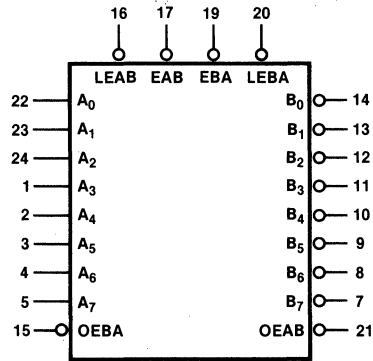 16 17 19 20
LEAB EAB EBA LEBA
22 A0 B0 14
23 A1 B1 13
24 A2 B2 12
1 A3 B3 11
2 A4 B4 10
3 A5 B5 9
4 A6 B6 8
5 A7 B7 7
15 OEBA OEAB 21